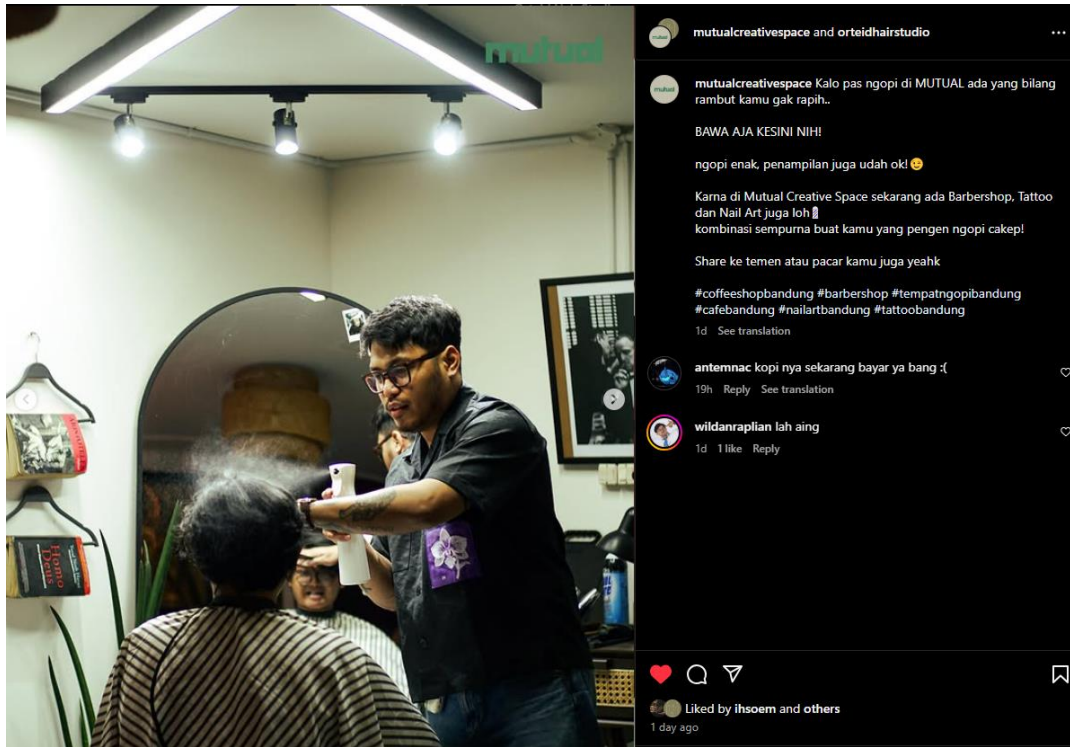 mutual
Homo
Deus
mutualcreativespace and orteidhairstudio
mutual
mutualcreativespace Kalo pas ngopi di MUTUAL ada yang bilang
rambut kamu gak rapih..
BAWA AJA KESINI NIH!
ngopi enak, penampilan juga udah ok!😉
Karna di Mutual Creative Space sekarang ada Barbershop, Tattoo
dan Nail Art juga loh💈
kombinasi sempurna buat kamu yang pengen ngopi cakep!
Share ke temen atau pacar kamu juga yeahk
#coffeeshopbandung #barbershop #tempatngopibandung
#cafebandung #nailartbandung #tattoobandung
1d See translation
antemnac kopi nya sekarang bayar ya bang :(
19h Reply See translation
wildanraplian lah aing
1d 1 like Reply
Liked by ihsoem and others
1 day ago